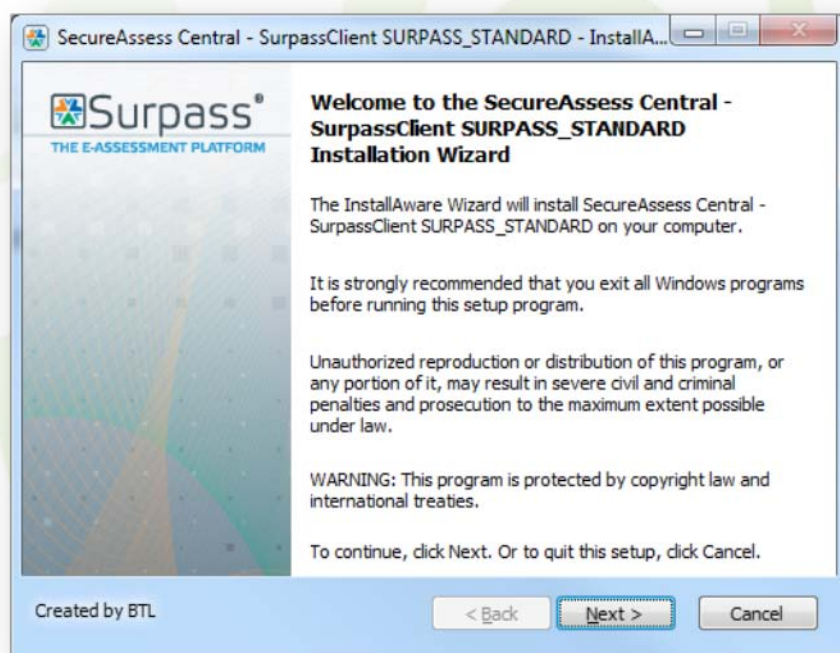 SecureAssess Central - SurpassClient SURPASS_STANDARD - InstallA...
Surpass®
THE E-ASSESSMENT PLATFORM
Welcome to the SecureAssess Central -
SurpassClient SURPASS_STANDARD
Installation Wizard
The InstallAware Wizard will install SecureAssess Central -
SurpassClient SURPASS_STANDARD on your computer.
It is strongly recommended that you exit all Windows programs
before running this setup program.
Unauthorized reproduction or distribution of this program, or
any portion of it, may result in severe civil and criminal
penalties and prosecution to the maximum extent possible
under law.
WARNING: This program is protected by copyright law and
international treaties.
To continue, click Next. Or to quit this setup, click Cancel.
Created by BTL
< Back
Next >
Cancel